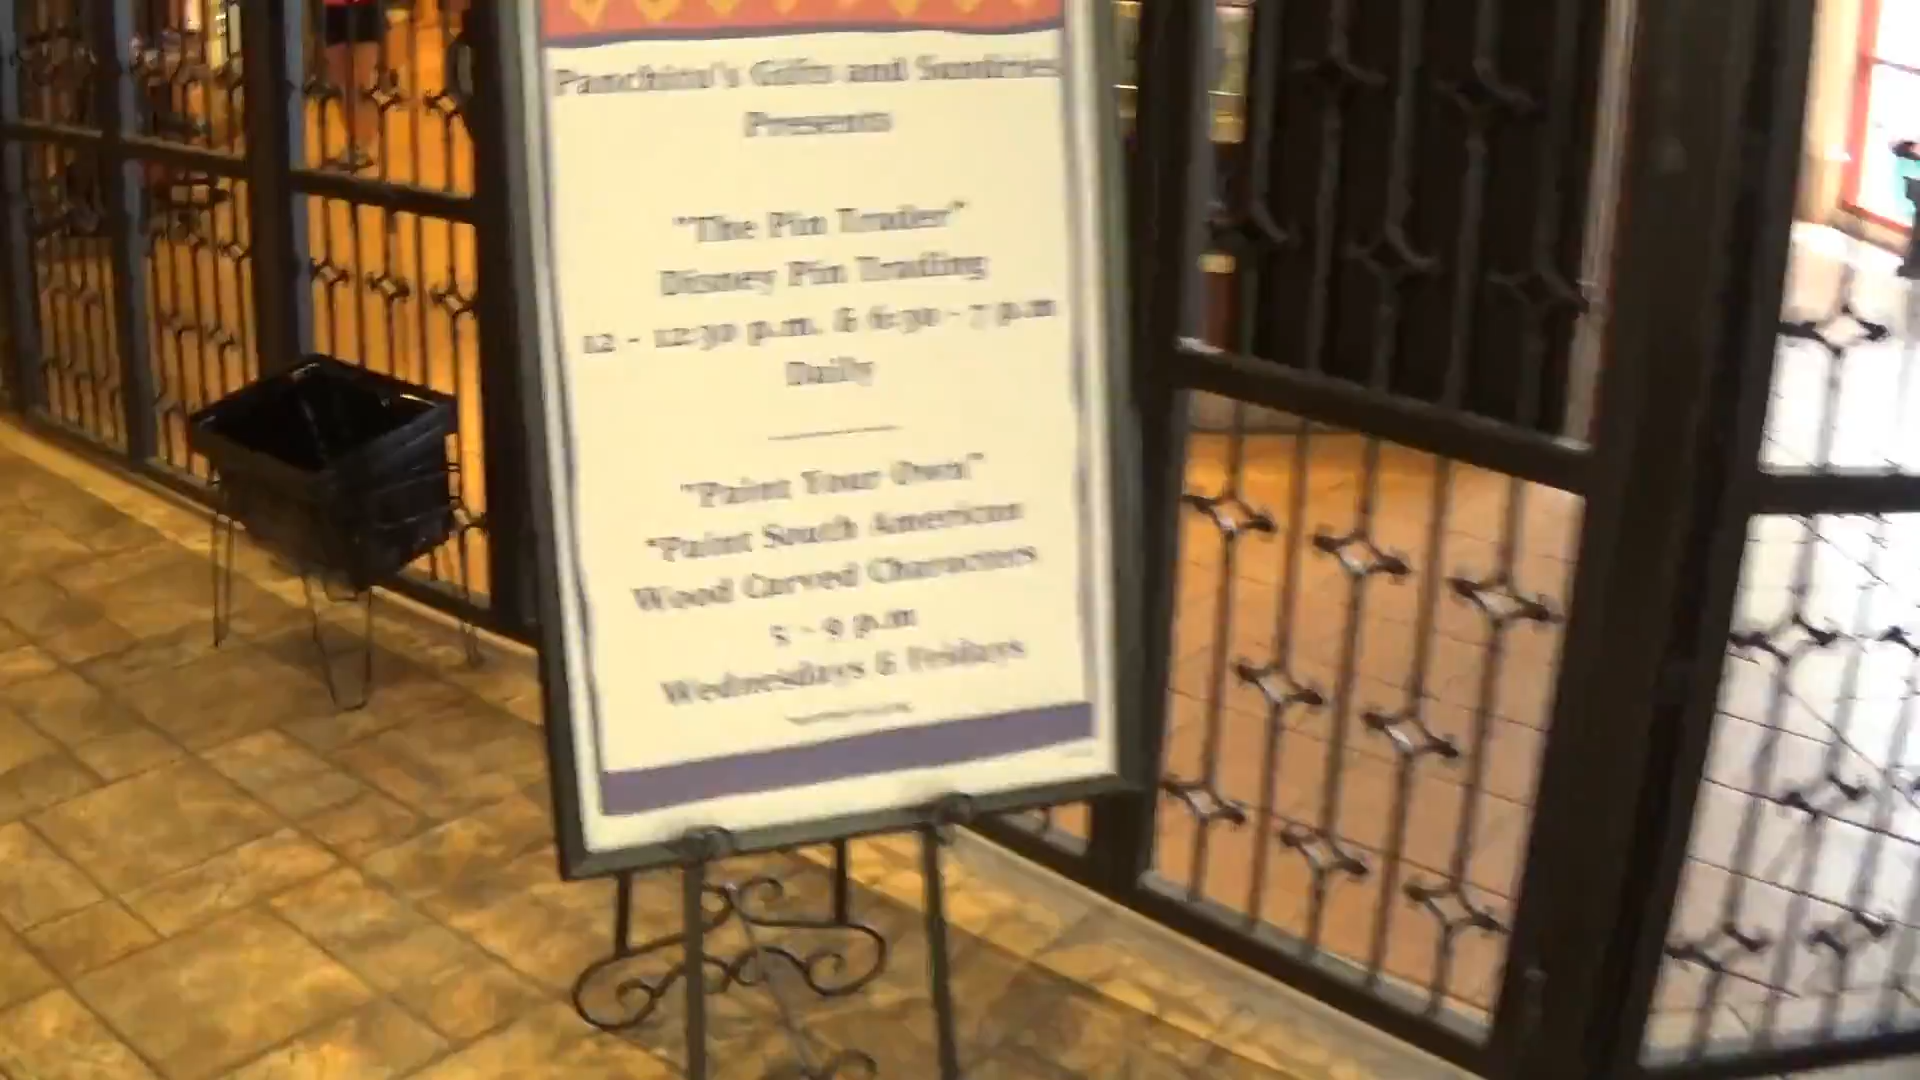 Panchito's Gifts and Sundries
Presents
"The Pin Trader"
Disney Pin Trading
12 - 12:30 p.m. & 6:30 - 7 p.m
Daily
"Paint Your Own!"
"Paint South American
Wood Carved Characters
5 - 9 p.m
Wednesdays & Fridays